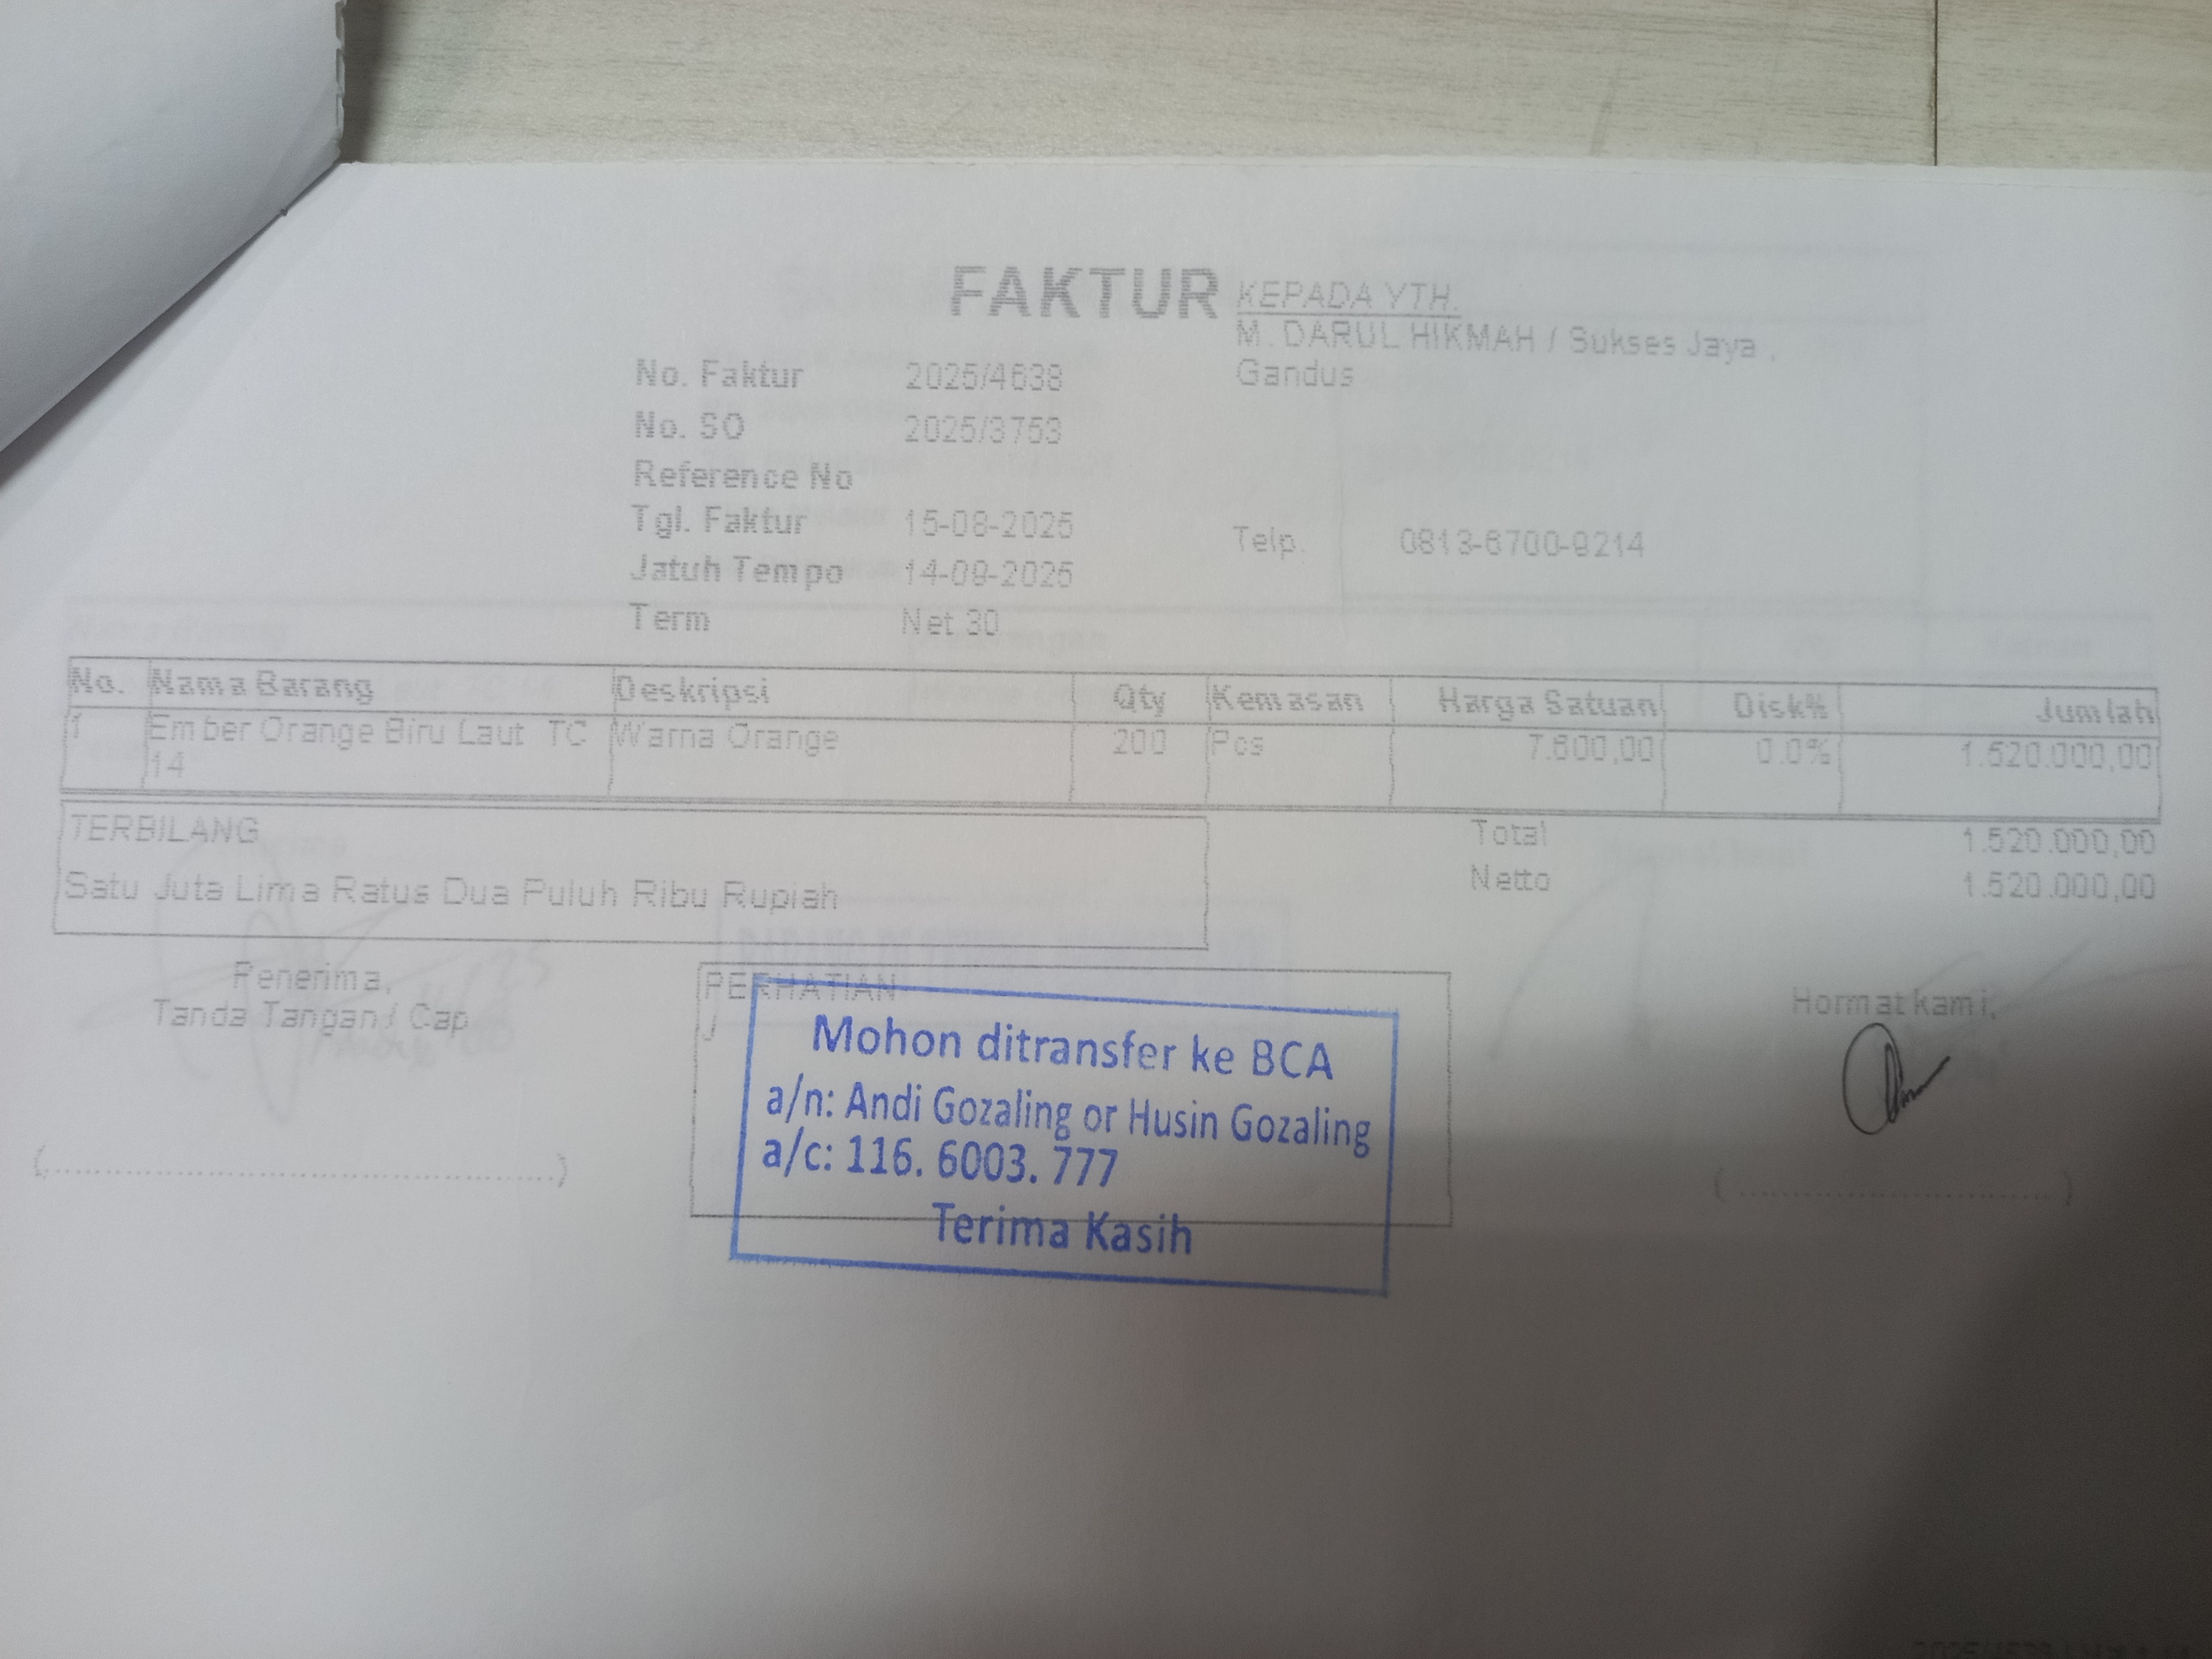 FAKTUR
KEPADA YTH.
M. DARUL HIKMAH / Sukses Jaya ,
Gandus
No. Faktur 2025/4638
No. SO 2025/3753
Reference No
Tgl. Faktur 15-08-2025
Telp. 0813-6700-9214
Jatuh Tempo 14-09-2025
Term Net 30
No. Nama Barang Deskripsi Qty Kemasan Harga Satuan Disk% Jumlah
1 Ember Orange Biru Laut TC Warna Orange 200 Pcs 7.600,00 0.0% 1.520.000,00
14
TERBILANG
Total 1.520.000,00
Satu Juta Lima Ratus Dua Puluh Ribu Rupiah
Netto 1.520.000,00
Penerima,
Tanda Tangan / Cap
PERHATIAN
Mohon ditransfer ke BCA
a/n: Andi Gozaling or Husin Gozaling
a/c: 116. 6003. 777
Terima Kasih
Hormat kami,
(..................................................)
( .................................. )